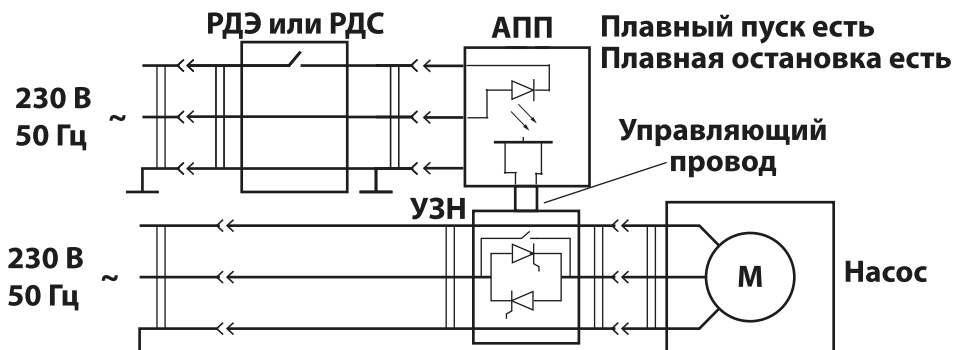 РДЭ или РДС
АПП
Плавный пуск есть
Плавная остановка есть
230 В
50 Гц
~
Управляющий
провод
УЗН
230 В
50 Гц
~
М
Насос